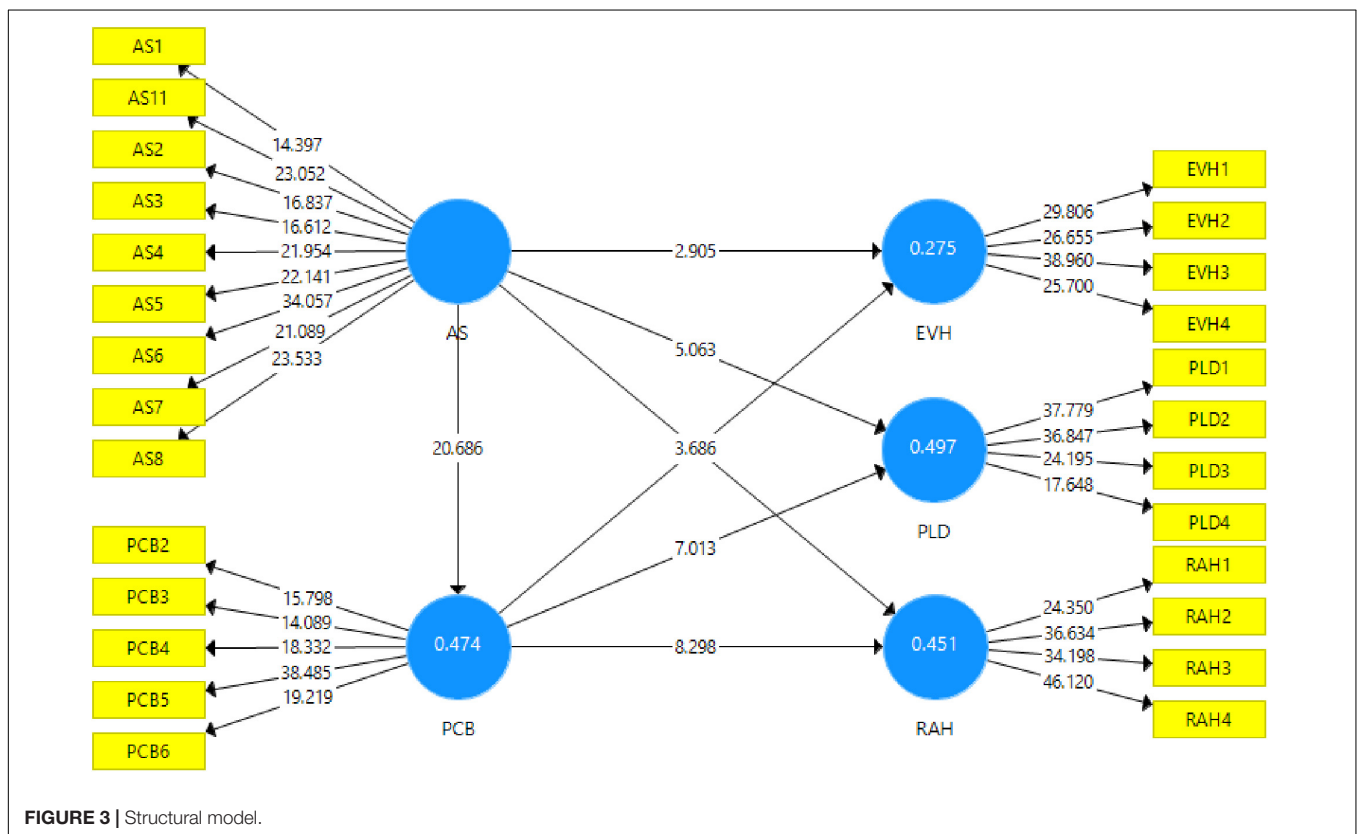 AS1
AS11
AS2
AS3
AS4
AS5
AS6
AS7
AS8
14.397
23.052
16.837
16.612
21.954
22.141
34.057
21.089
23.533
AS
2.905
5.063
20.686
3.686
7.013
8.298
PCB2
PCB3
PCB4
PCB5
PCB6
15.798
14.089
18.332
38.485
19.219
0.474
PCB
0.275
EVH
29.806
26.655
38.960
25.700
EVH1
EVH2
EVH3
EVH4
0.497
PLD
37.779
36.847
24.195
17.648
PLD1
PLD2
PLD3
PLD4
0.451
RAH
24.350
36.634
34.198
46.120
RAH1
RAH2
RAH3
RAH4
FIGURE 3 | Structural model.